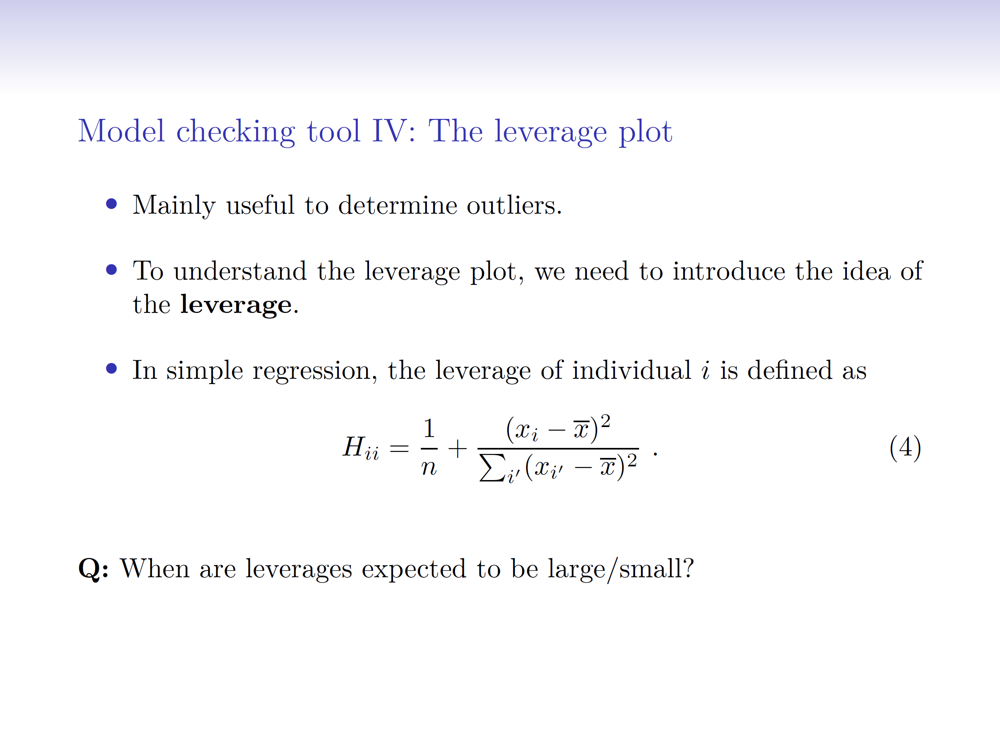 Model checking tool IV: The leverage plot
• Mainly useful to determine outliers.
• To understand the leverage plot, we need to introduce the idea of
the leverage.
• In simple regression, the leverage of individual i is defined as
$H_{ii} = \frac{1}{n} + \frac{(x_i - \overline{x})^2}{\sum_{i'}(x_{i'} - \overline{x})^2}$ . (4)
Q: When are leverages expected to be large/small?